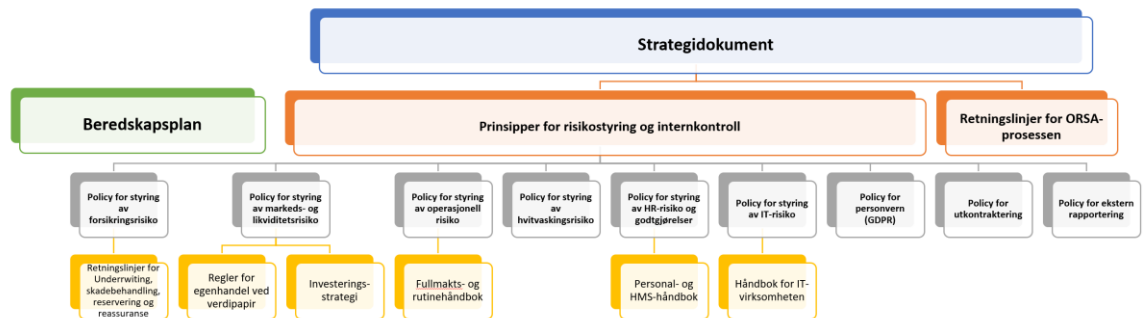 Strategidokument
Beredskapsplan
Prinsipper for risikostyring og internkontroll
Retningslinjer for ORSA-
prosessen
Policy for styring
av
forsikringsrisiko
Policy for styring
av markeds- og
likviditetsrisiko
Policy for styring
av operasjonell
risiko
Policy for styring
av
hvitvaskingsrisiko
Policy for styring
av HR-risiko og
godtgjørelser
Policy for styring
av IT-risiko
Policy for
personvern
(GDPR)
Policy for
utkontraktering
Policy for ekstern
rapportering
Retningslinjer for
Underrwiting,
skadebehandling,
reservering og
reassuranse
Regler for
egenhandel ved
verdipapir
Investerings-
strategi
Fullmakts- og
rutinehåndbok
Personal- og
HMS-håndbok
Håndbok for IT-
virksomheten